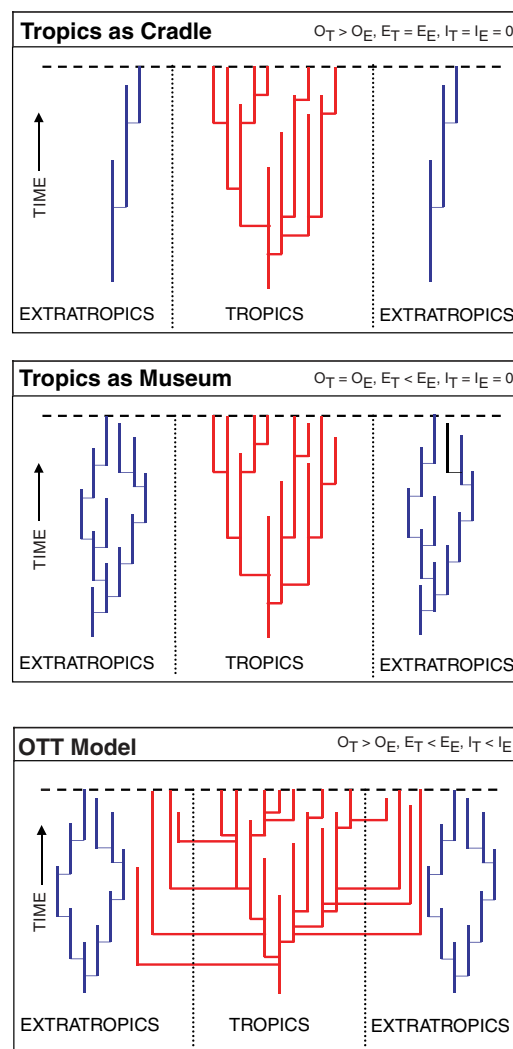 Tropics as Cradle O_T > O_E, E_T = E_E, I_T = I_E = 0
TIME
EXTRATROPICS TROPICS EXTRATROPICS
Tropics as Museum O_T = O_E, E_T < E_E, I_T = I_E = 0
TIME
EXTRATROPICS TROPICS EXTRATROPICS
OTT Model O_T > O_E, E_T < E_E, I_T < I_E
TIME
EXTRATROPICS TROPICS EXTRATROPICS